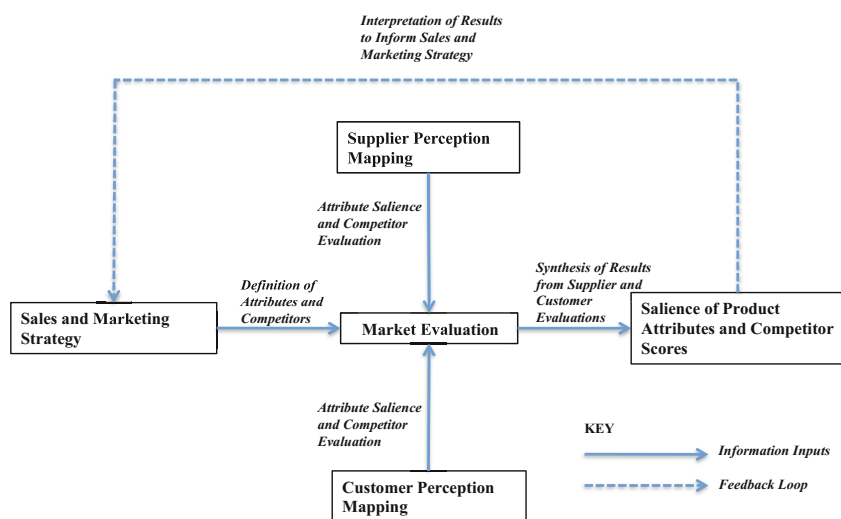 Interpretation of Results
to Inform Sales and
Marketing Strategy
Supplier Perception
Mapping
Attribute Salience
and Competitor
Evaluation
Definition of
Attributes and
Competitors
Synthesis of Results
from Supplier and
Customer
Evaluations
Sales and Marketing
Strategy
Market Evaluation
Salience of Product
Attributes and Competitor
Scores
Attribute Salience
and Competitor
Evaluation
Customer Perception
Mapping
KEY
Information Inputs
Feedback Loop